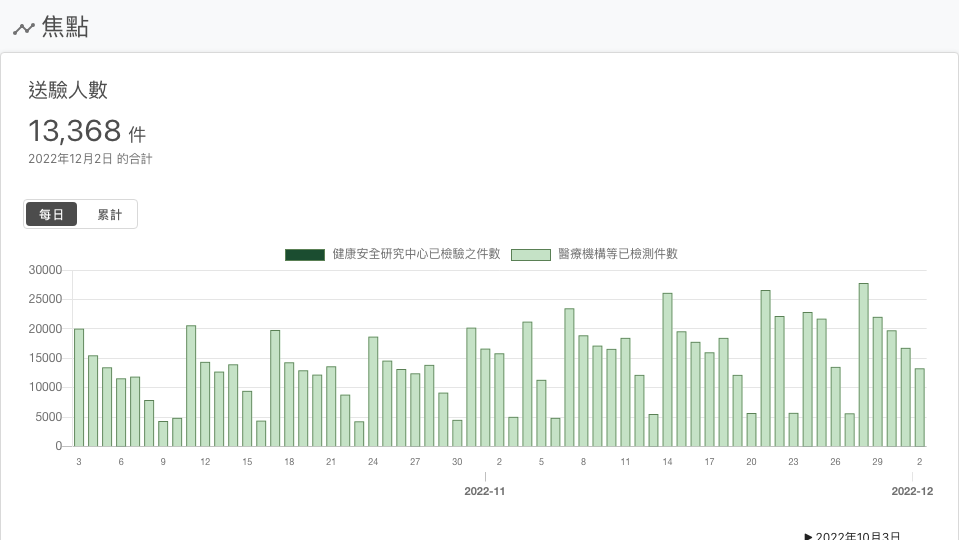 焦點
送驗人數
13,368 件
2022年12月2日 的合計
每日 累計
健康安全研究中心已檢驗之件數 醫療機構等已檢測件數
30000
25000
20000
15000
10000
5000
0
3 6 9 12 15 18 21 24 27 30 2 5 8 11 14 17 20 23 26 29 2
2022-11 2022-12
▶ 2022年10月3日